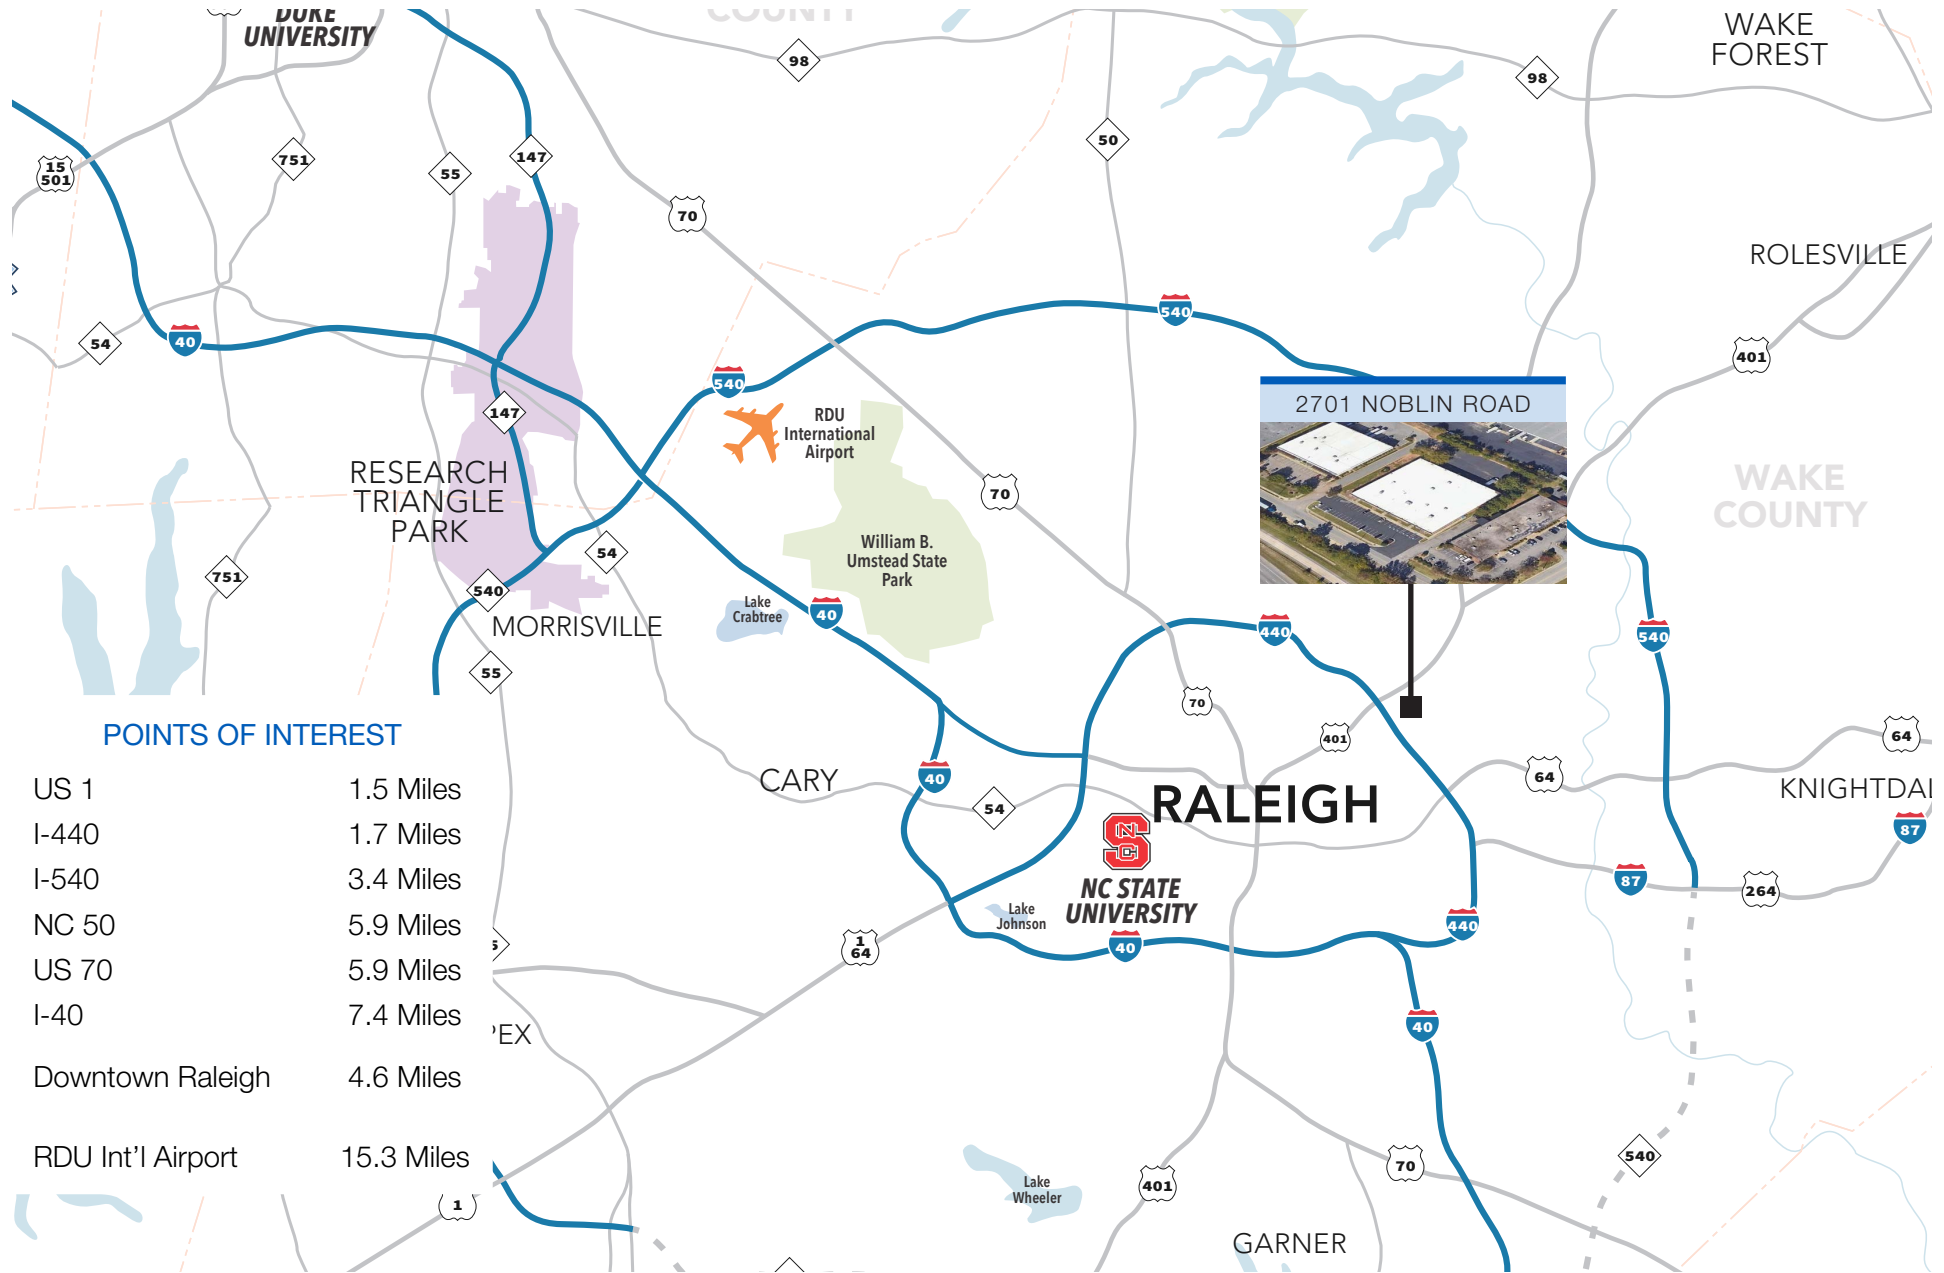 DUKE
UNIVERSITY
COUNTY
WAKE
FOREST
98
98
15
501
751
55
147
50
70
ROLESVILLE
54
40
540
401
540
147
RDU
International
Airport
2701 NOBLIN ROAD
RESEARCH
TRIANGLE
PARK
70
WAKE
COUNTY
William B.
Umstead State
Park
54
751
540
MORRISVILLE
Lake
Crabtree
40
440
540
55
70
401
64
POINTS OF INTEREST
US 1 1.5 Miles
I-440 1.7 Miles
I-540 3.4 Miles
NC 50 5.9 Miles
US 70 5.9 Miles
I-40 7.4 Miles
Downtown Raleigh 4.6 Miles
RDU Int'l Airport 15.3 Miles
CARY
40
54
64
KNIGHTDAL
RALEIGH
87
NC STATE
UNIVERSITY
87
264
Lake
Johnson
1
64
40
440
PEX
40
70
540
Lake
Wheeler
401
1
GARNER